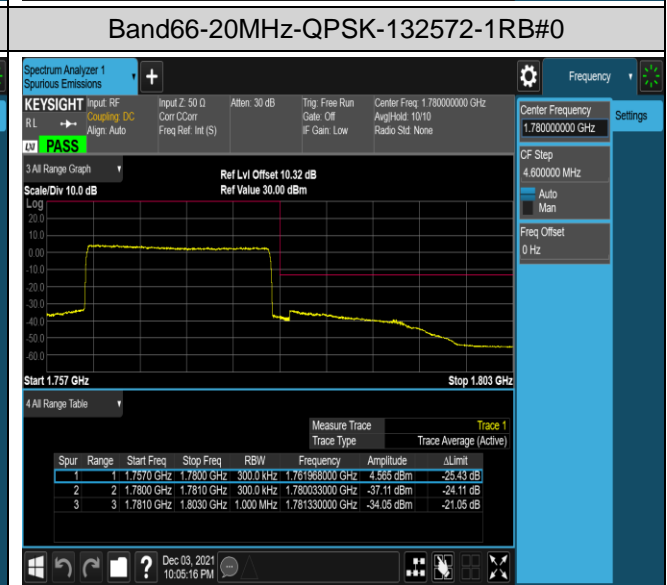 Band66-20MHz-QPSK-132572-1RB#0
Spectrum Analyzer 1
Spurious Emissions
+
Frequency
KEYSIGHT
RL
LXI
PASS
Input: RF
Coupling: DC
Align: Auto
Input Z: 50 Ω
Corr CCorr
Freq Ref: Int (S)
Atten: 30 dB
Trig: Free Run
Gate: Off
IF Gain: Low
Center Freq: 1.780000000 GHz
Avg|Hold: 10/10
Radio Std: None
Center Frequency
1.780000000 GHz
Settings
CF Step
4.600000 MHz
Auto
Man
Freq Offset
0 Hz
3 All Range Graph
Ref Lvl Offset 10.32 dB
Scale/Div 10.0 dB
Ref Value 30.00 dBm
Log
20.0
10.0
0.00
-10.0
-20.0
-30.0
-40.0
-50.0
-60.0
Start 1.757 GHz
Stop 1.803 GHz
4 All Range Table
Measure Trace Trace 1
Trace Type Trace Average (Active)
Spur Range Start Freq Stop Freq RBW Frequency Amplitude ΔLimit
1 1 1.7570 GHz 1.7800 GHz 300.0 kHz 1.761968000 GHz 4.565 dBm -25.43 dB
2 2 1.7800 GHz 1.7810 GHz 300.0 kHz 1.780033000 GHz -37.11 dBm -24.11 dB
3 3 1.7810 GHz 1.8030 GHz 1.000 MHz 1.781330000 GHz -34.05 dBm -21.05 dB
?
Dec 03, 2021
10:05:16 PM